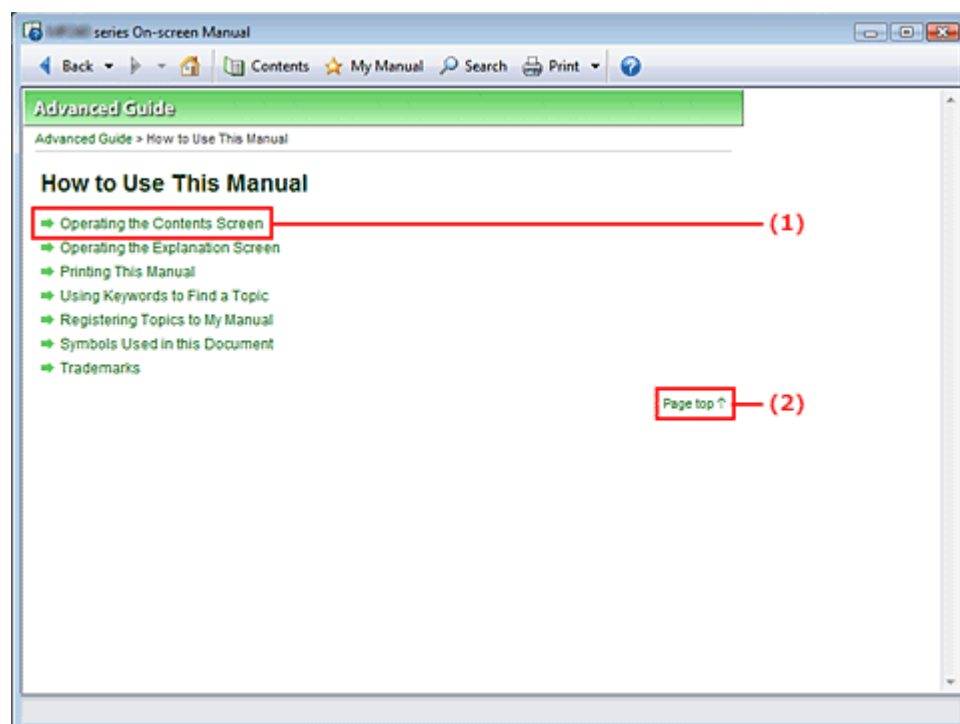 series On-screen Manual
Back Contents My Manual Search Print
Advanced Guide
Advanced Guide > How to Use This Manual
How to Use This Manual
Operating the Contents Screen (1)
Operating the Explanation Screen
Printing This Manual
Using Keywords to Find a Topic
Registering Topics to My Manual
Symbols Used in this Document
Trademarks
Page top ↑ (2)